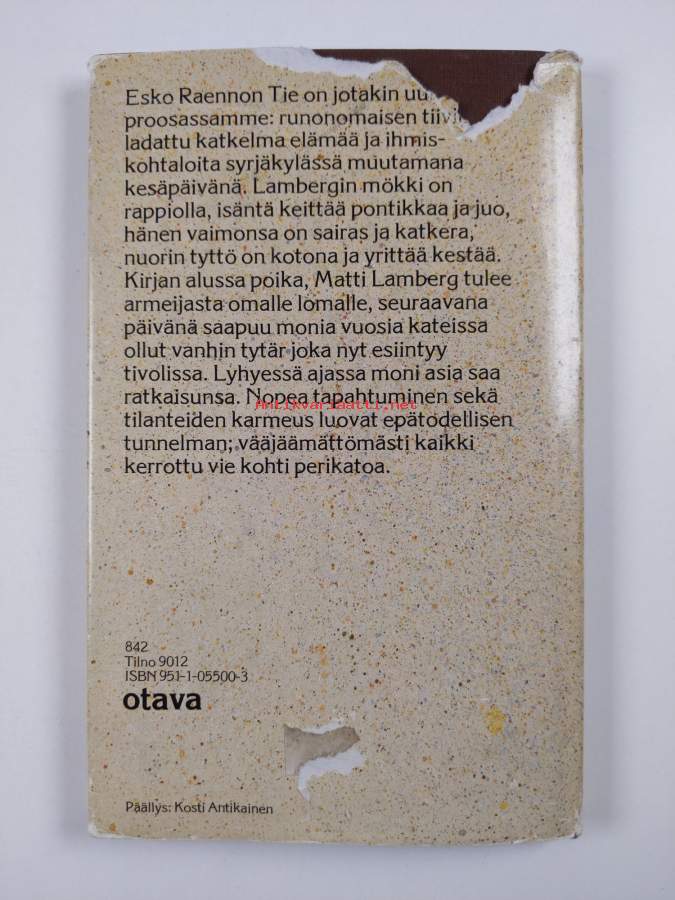 Esko Raennon Tie on jotakin uu
proosassamme: runonomaisen tiivi
ladattu katkelma elämää ja ihmis-
kohtaloita syrjäkylässä muutamana
kesäpäivänä. Lambergin mökki on
rappiolla, isäntä keittää pontikkaa ja juo,
hänen vaimonsa on sairas ja katkera,
nuorin tyttö on kotona ja yrittää kestää.
Kirjan alussa poika, Matti Lamberg tulee
armeijasta omalle lomalle, seuraavana
päivänä saapuu monia vuosia kateissa
ollut vanhin tytär joka nyt esiintyy
tivolissa. Lyhyessä ajassa moni asia saa
ratkaisunsa. Nopea tapahtuminen sekä
Antikvariaatti.net
tilanteiden karmeus luovat epätodellisen
tunnelman; vääjäämättömästi kaikki
kerrottu vie kohti perikatoa.
842
Tilno 9012
ISBN 951-1-05500-3
otava
Päällys: Kosti Antikainen